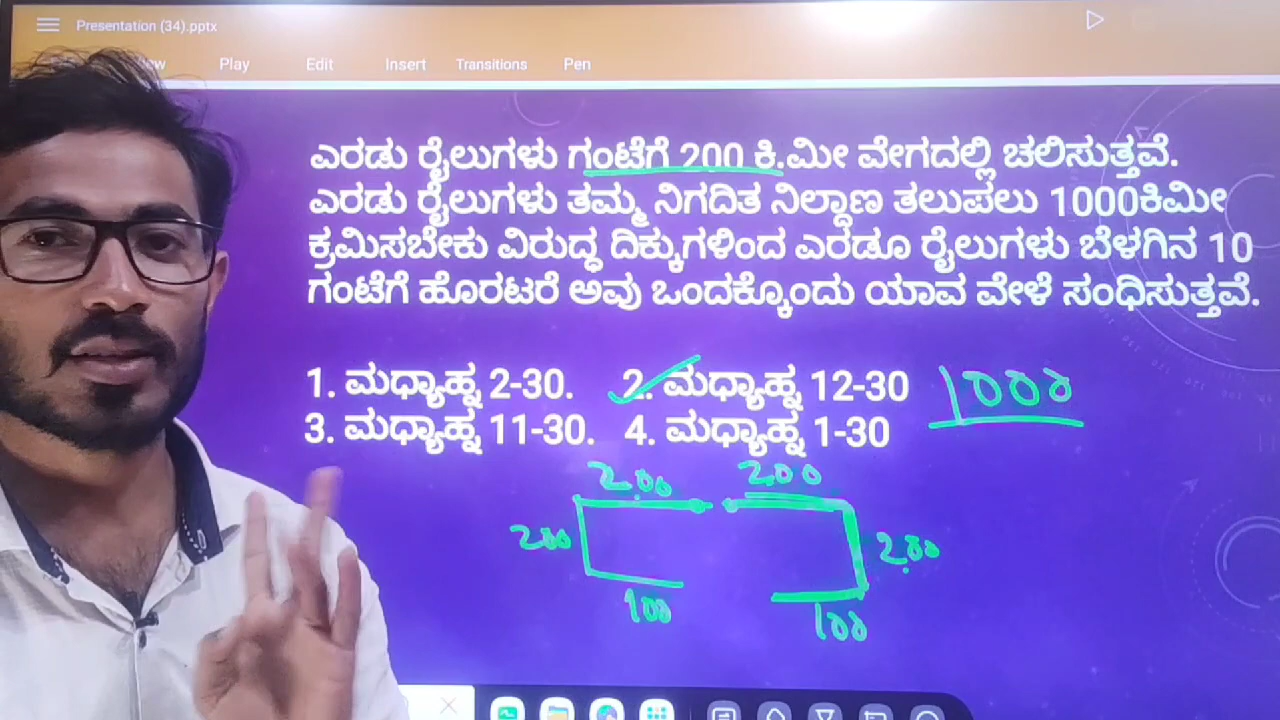 Presentation (34).pptx
Play Edit Insert Transitions Pen
ಎರಡು ರೈಲುಗಳು ಗಂಟೆಗೆ 200 ಕಿ.ಮೀ ವೇಗದಲ್ಲಿ ಚಲಿಸುತ್ತವೆ.
ಎರಡು ರೈಲುಗಳು ತಮ್ಮ ನಿಗದಿತ ನಿಲ್ದಾಣ ತಲುಪಲು 1000ಕಿಮೀ
ಕ್ರಮಿಸಬೇಕು ವಿರುದ್ಧ ದಿಕ್ಕುಗಳಿಂದ ಎರಡೂ ರೈಲುಗಳು ಬೆಳಗಿನ 10
ಗಂಟೆಗೆ ಹೊರಟರೆ ಅವು ಒಂದಕ್ಕೊಂದು ಯಾವ ವೇಳೆ ಸಂಧಿಸುತ್ತವೆ.
1. ಮಧ್ಯಾಹ್ನ 2-30. 2. ಮಧ್ಯಾಹ್ನ 12-30 1000
3. ಮಧ್ಯಾಹ್ನ 11-30. 4. ಮಧ್ಯಾಹ್ನ 1-30
200 200
200 200
100 100